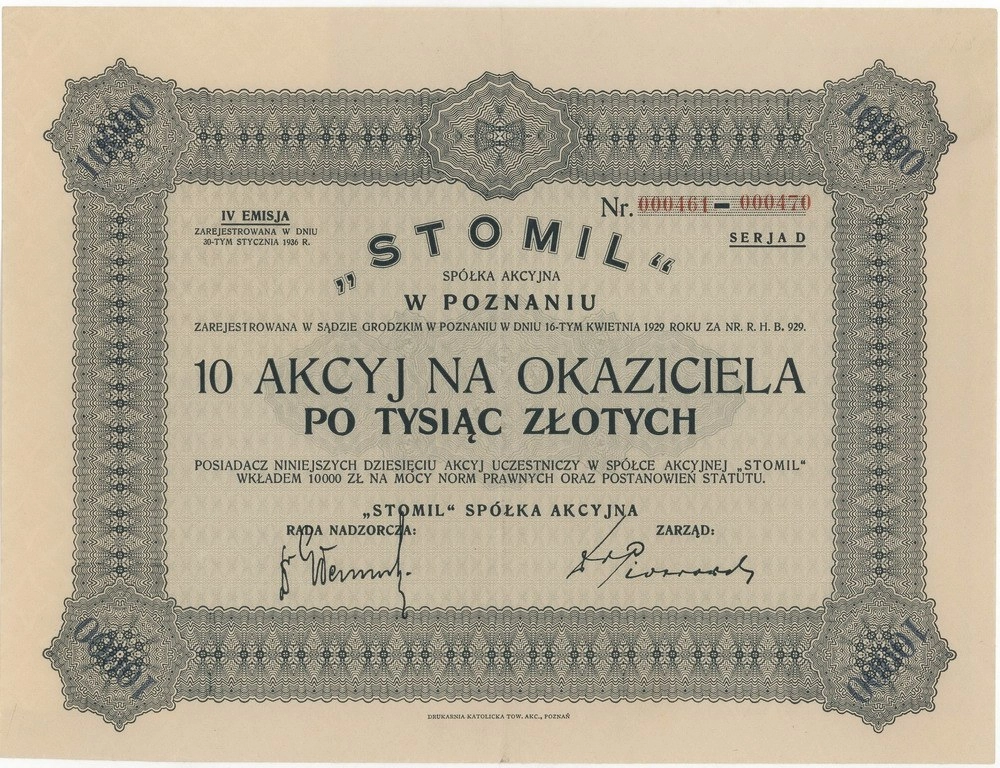 10000
10000
IV EMISJA
ZAREJESTROWANA W DNIU
30-TYM STYCZNIA 1936 R.
Nr. 000461 - 000470
SERJA D
„STOMIL“
SPÓŁKA AKCYJNA
W POZNANIU
ZAREJESTROWANA W SĄDZIE GRODZKIM W POZNANIU W DNIU 16-TYM KWIETNIA 1929 ROKU ZA NR. R. H. B. 929.
10 AKCYJ NA OKAZICIELA
PO TYSIĄC ZŁOTYCH
POSIADACZ NINIEJSZYCH DZIESIĘCIU AKCYJ UCZESTNICZY W SPÓŁCE AKCYJNEJ „STOMIL“
WKŁADEM 10000 ZŁ NA MOCY NORM PRAWNYCH ORAZ POSTANOWIEŃ STATUTU.
„STOMIL“ SPÓŁKA AKCYJNA
RADA NADZORCZA:
ZARZĄD:
10000
10000
DRUKARNIA KATOLICKA TOW. AKC., POZNAŃ